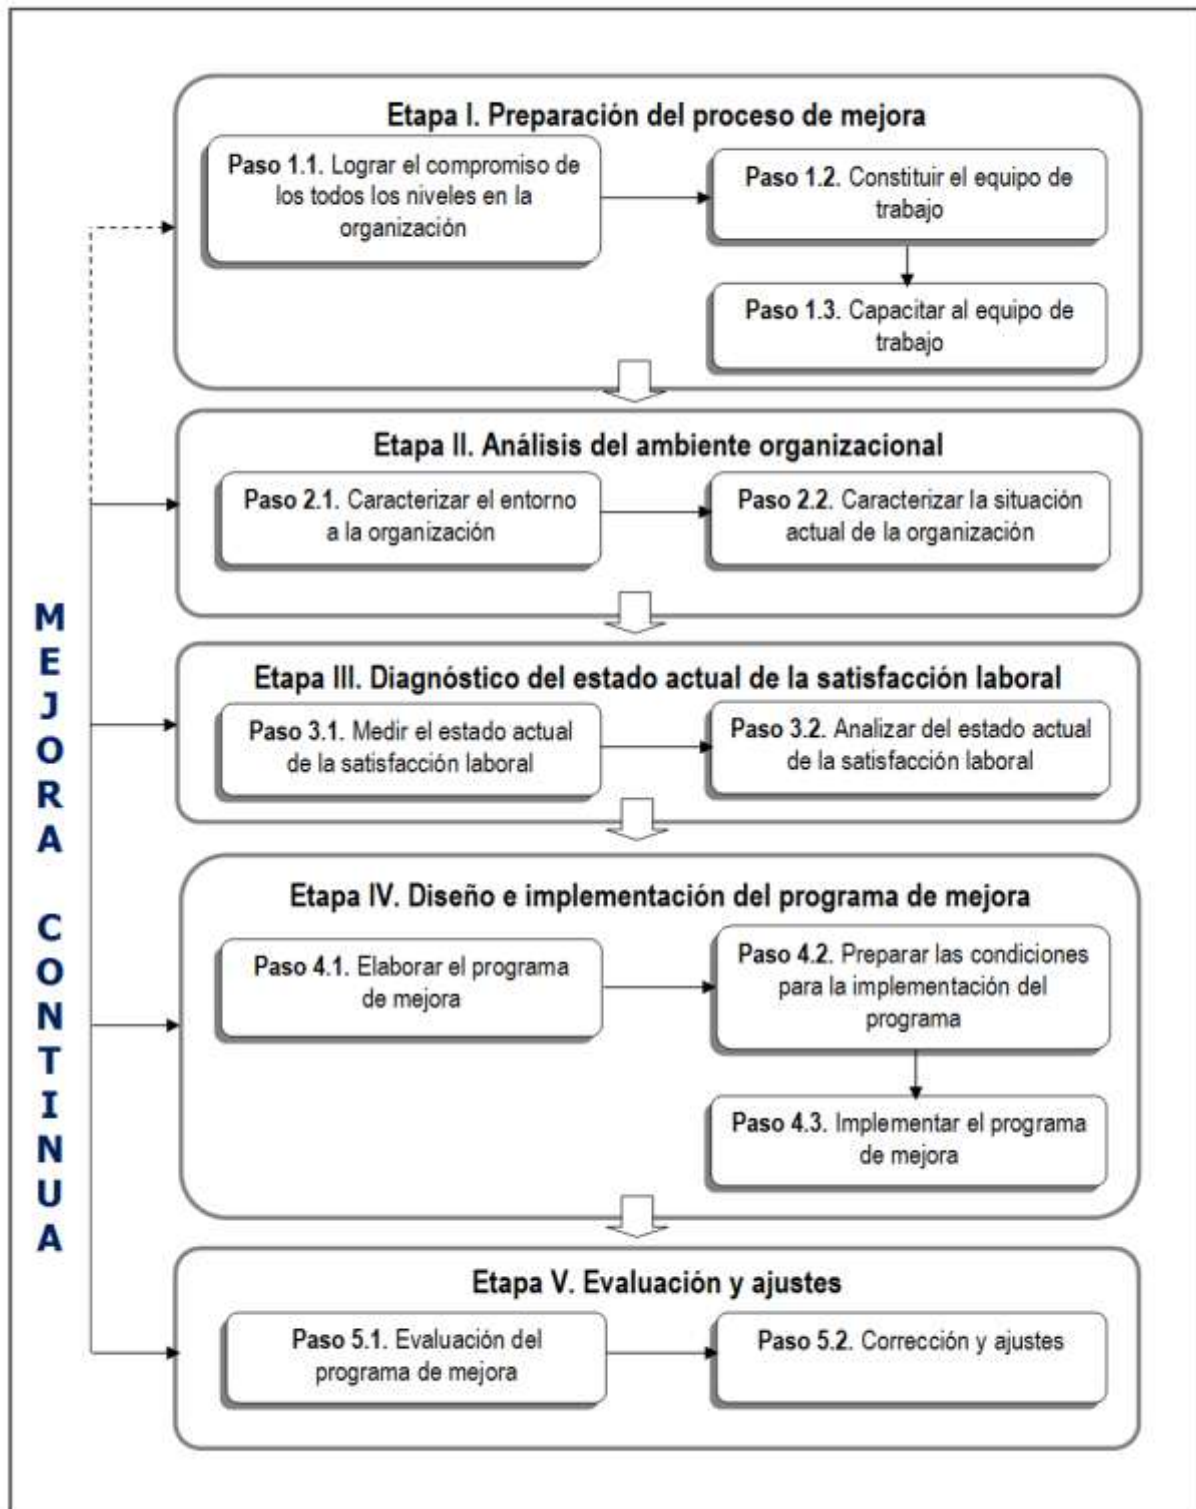 Etapa I. Preparación del proceso de mejora
Paso 1.1. Lograr el compromiso de
los todos los niveles en la
organización
Paso 1.2. Constituir el equipo de
trabajo
Paso 1.3. Capacitar al equipo de
trabajo
Etapa II. Análisis del ambiente organizacional
Paso 2.1. Caracterizar el entorno
a la organización
Paso 2.2. Caracterizar la situación
actual de la organización
Etapa III. Diagnóstico del estado actual de la satisfacción laboral
Paso 3.1. Medir el estado actual
de la satisfacción laboral
Paso 3.2. Analizar del estado actual
de la satisfacción laboral
Etapa IV. Diseño e implementación del programa de mejora
Paso 4.1. Elaborar el programa
de mejora
Paso 4.2. Preparar las condiciones
para la implementación del
programa
Paso 4.3. Implementar el programa
de mejora
Etapa V. Evaluación y ajustes
Paso 5.1. Evaluación del
programa de mejora
Paso 5.2. Corrección y ajustes
MEJORA CONTINUA